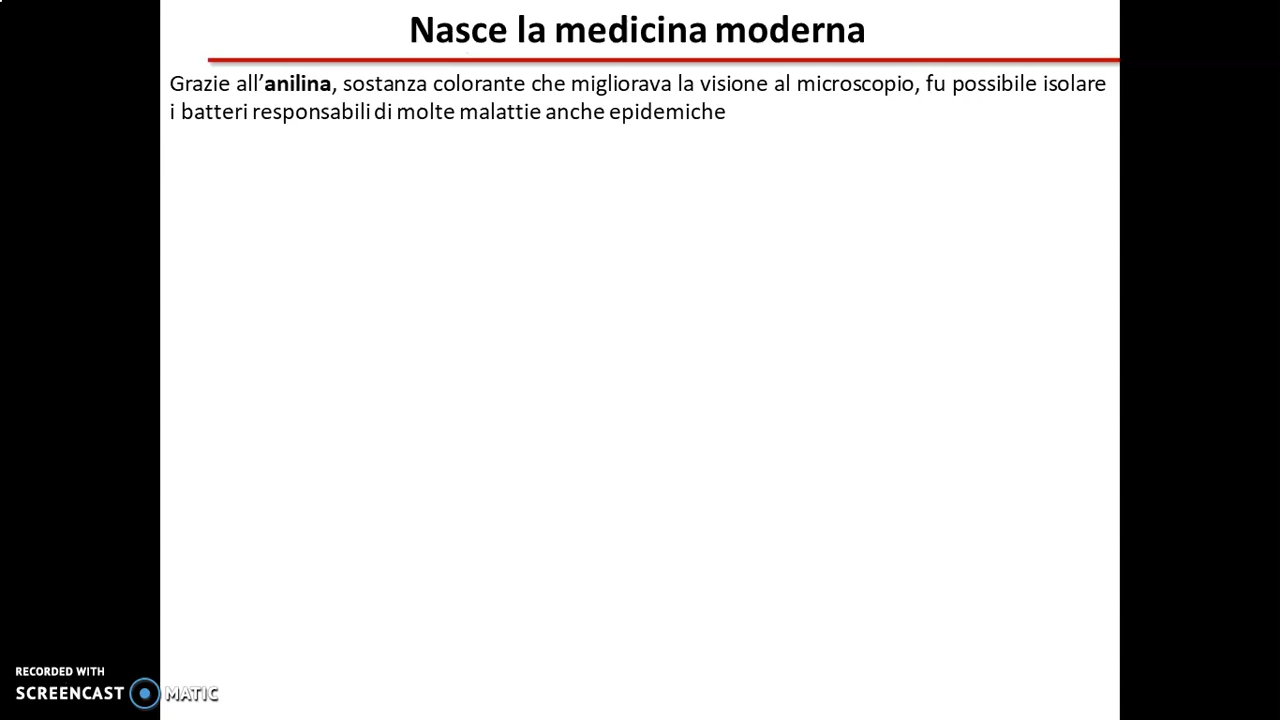 Nasce la medicina moderna
Grazie all’anilina, sostanza colorante che migliorava la visione al microscopio, fu possibile isolare
i batteri responsabili di molte malattie anche epidemiche
RECORDED WITH
SCREENCAST MATIC